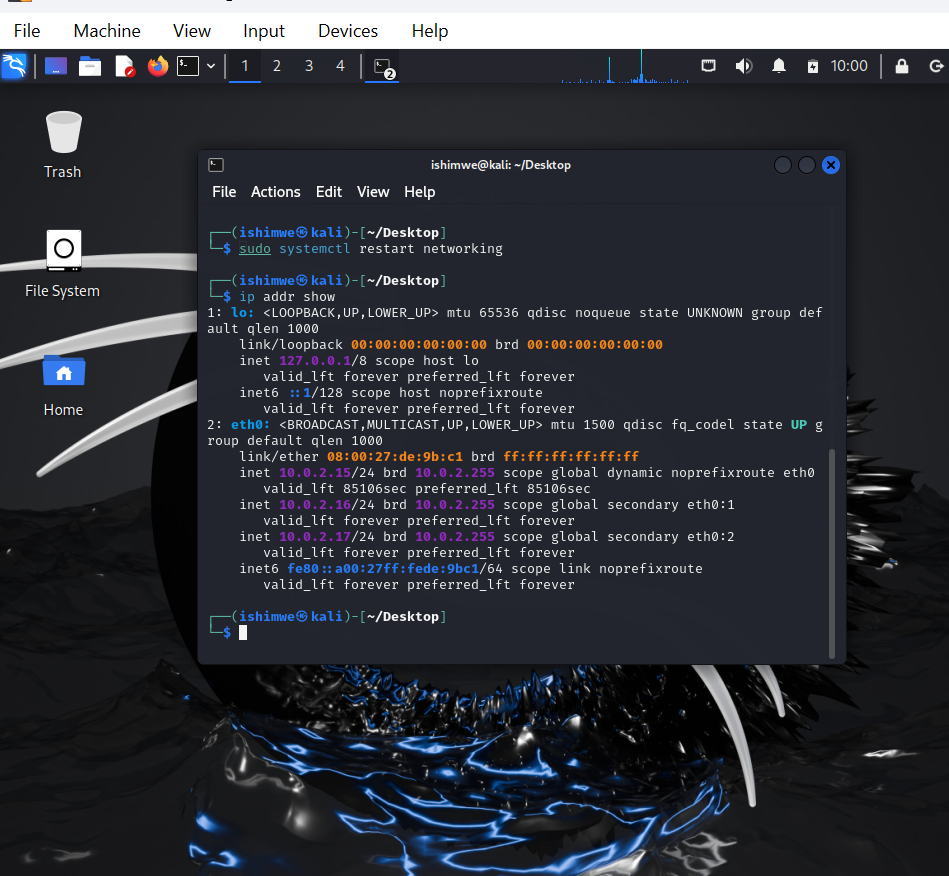 File Machine View Input Devices Help
1 2 3 4 2 10:00
Trash
File System
Home
ishimwe@kali: ~/Desktop
File Actions Edit View Help
┌──(ishimwe㉿kali)-[~/Desktop]
└─$ sudo systemctl restart networking
┌──(ishimwe㉿kali)-[~/Desktop]
└─$ ip addr show
1: lo: <LOOPBACK,UP,LOWER_UP> mtu 65536 qdisc noqueue state UNKNOWN group def
ault qlen 1000
link/loopback 00:00:00:00:00:00 brd 00:00:00:00:00:00
inet 127.0.0.1/8 scope host lo
valid_lft forever preferred_lft forever
inet6 ::1/128 scope host noprefixroute
valid_lft forever preferred_lft forever
2: eth0: <BROADCAST,MULTICAST,UP,LOWER_UP> mtu 1500 qdisc fq_codel state UP g
roup default qlen 1000
link/ether 08:00:27:de:9b:c1 brd ff:ff:ff:ff:ff:ff
inet 10.0.2.15/24 brd 10.0.2.255 scope global dynamic noprefixroute eth0
valid_lft 85106sec preferred_lft 85106sec
inet 10.0.2.16/24 brd 10.0.2.255 scope global secondary eth0:1
valid_lft forever preferred_lft forever
inet 10.0.2.17/24 brd 10.0.2.255 scope global secondary eth0:2
valid_lft forever preferred_lft forever
inet6 fe80::a00:27ff:fede:9bc1/64 scope link noprefixroute
valid_lft forever preferred_lft forever
┌──(ishimwe㉿kali)-[~/Desktop]
└─$